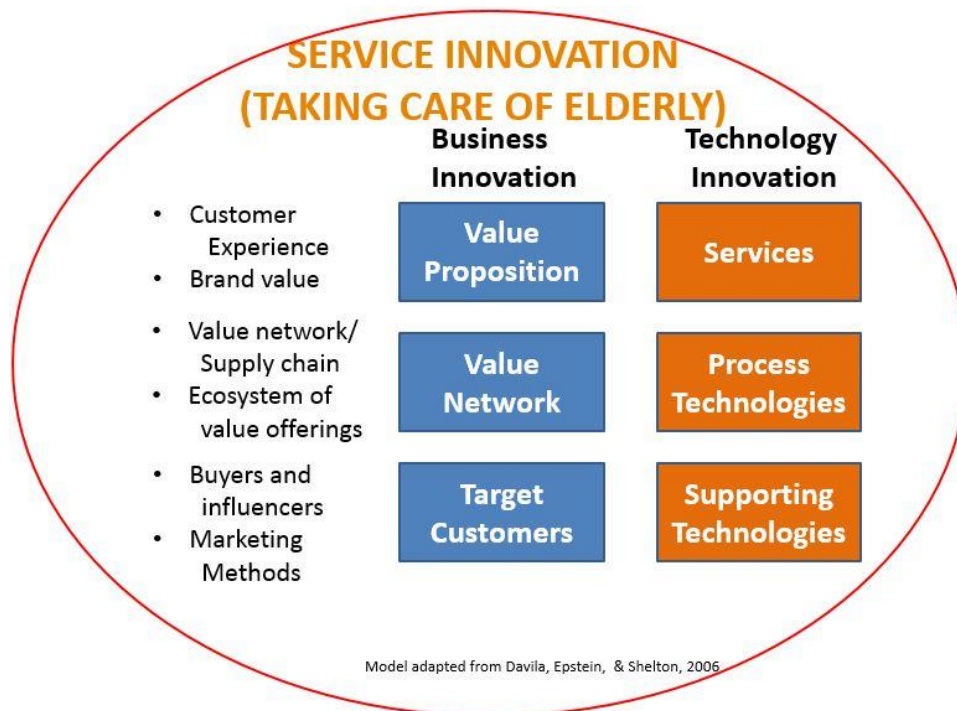 SERVICE INNOVATION
(TAKING CARE OF ELDERLY)
Business
Innovation
Technology
Innovation
• Customer
Experience
• Brand value
Value
Proposition
Services
• Value network/
Supply chain
• Ecosystem of
value offerings
Value
Network
Process
Technologies
• Buyers and
influencers
• Marketing
Methods
Target
Customers
Supporting
Technologies
Model adapted from Davila, Epstein, & Shelton, 2006